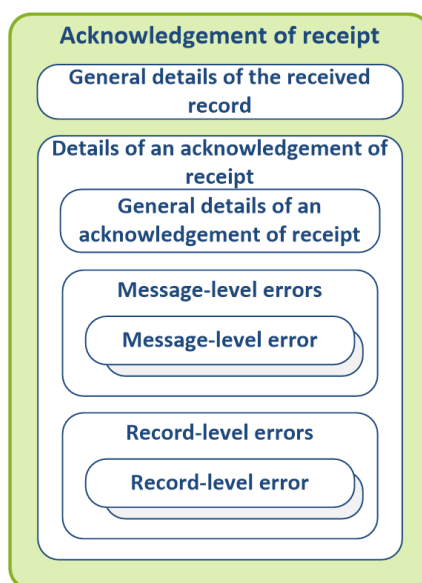 Acknowledgement of receipt
General details of the received
record
Details of an acknowledgement of
receipt
General details of an
acknowledgement of receipt
Message-level errors
Message-level error
Record-level errors
Record-level error